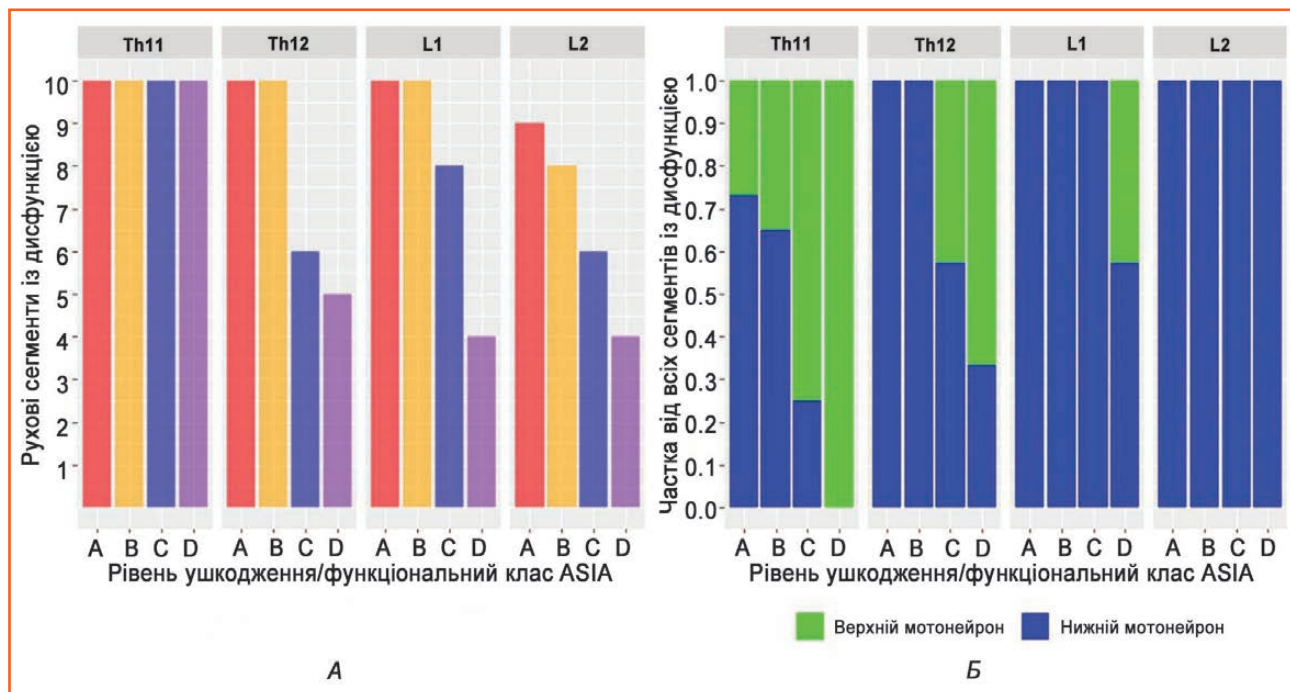 Th11 Th12 L1 L2
Рухові сегменти із дисфункцією
10
9
8
7
6
5
4
3
2
1
A B C D A B C D A B C D A B C D
Рівень ушкодження/функціональний клас ASIA
А
Th11 Th12 L1 L2
Частка від всіх сегментів із дисфункцією
1.0
0.9
0.8
0.7
0.6
0.5
0.4
0.3
0.2
0.1
0.0
A B C D A B C D A B C D A B C D
Рівень ушкодження/функціональний клас ASIA
Верхній мотонейрон Нижній мотонейрон
Б